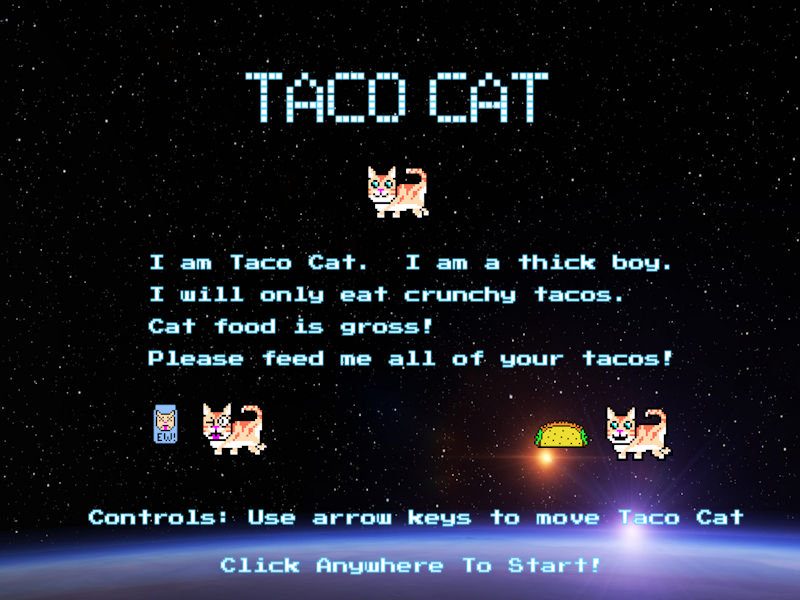 TACO CAT
I am Taco Cat.  I am a thick boy.
I will only eat crunchy tacos.
Cat food is gross!
Please feed me all of your tacos!
EW!
Controls: Use arrow keys to move Taco Cat
Click Anywhere To Start!